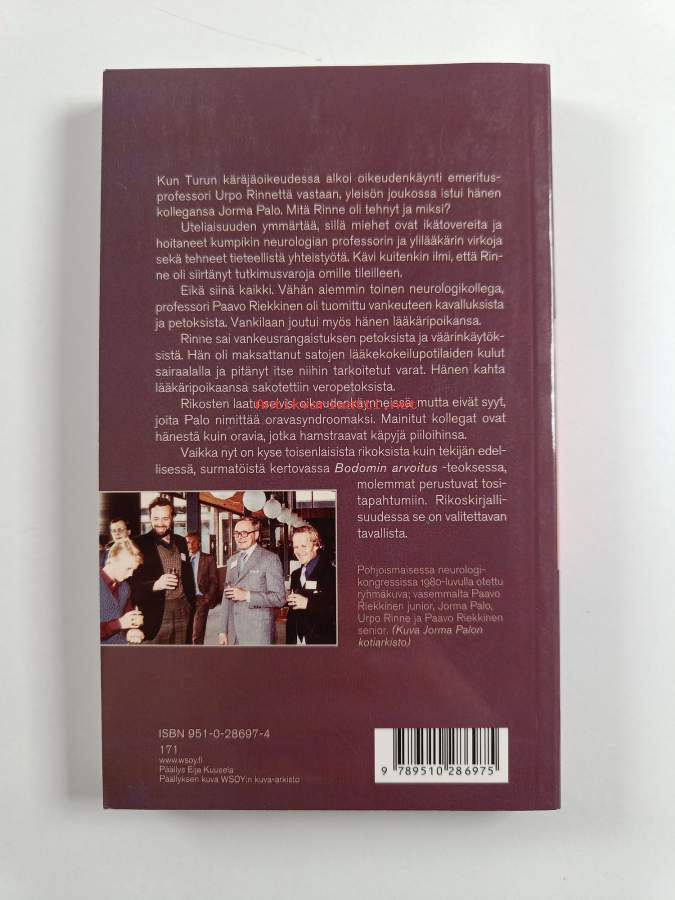 Kun Turun käräjäoikeudessa alkoi oikeudenkäynti emeritus-
professori Urpo Rinnettä vastaan, yleisön joukossa istui hänen
kollegansa Jorma Palo. Mitä Rinne oli tehnyt ja miksi?
Uteliaisuuden ymmärtää, sillä miehet ovat ikätovereita ja
hoitaneet kumpikin neurologian professorin ja ylilääkärin virkoja
sekä tehneet tieteellistä yhteistyötä. Kävi kuitenkin ilmi, että Rin-
ne oli siirtänyt tutkimusvaroja omille tileilleen.
Eikä siinä kaikki. Vähän aiemmin toinen neurologikollega,
professori Paavo Riekkinen oli tuomittu vankeuteen kavalluksista
ja petoksista. Vankilaan joutui myös hänen lääkäripoikansa.
Rinne sai vankeusrangaistuksen petoksista ja väärinkäytök-
sistä. Hän oli maksattanut satojen lääkekokeilupotilaiden kulut
sairaalalla ja pitänyt itse niihin tarkoitetut varat. Hänen kahta
lääkäripoikaansa sakotettiin veropetoksista.
Rikosten laatu selvisi oikeudenkäynneissä mutta eivät syyt,
joita Palo nimittää oravasyndroomaksi. Mainitut kollegat ovat
hänestä kuin oravia, jotka hamstraavat käpyjä piiloihinsa.
Vaikka nyt on kyse toisenlaisista rikoksista kuin tekijän edel-
lisessä, surmatöistä kertovassa Bodomin arvoitus -teoksessa,
molemmat perustuvat tosi-
tapahtumiin. Rikoskirjalli-
suudessa se on valitettavan
tavallista.
Pohjoismaisessa neurologi-
kongressissa 1980-luvulla otettu
ryhmäkuva; vasemmalta Paavo
Riekkinen junior, Jorma Palo,
Urpo Rinne ja Paavo Riekkinen
senior. (Kuva Jorma Palon
kotiarkisto)
ISBN 951-0-28697-4
171
www.wsoy.fi
Päällys Eija Kuusela
Päällyksen kuva WSOY:n kuva-arkisto
9 789510 286975